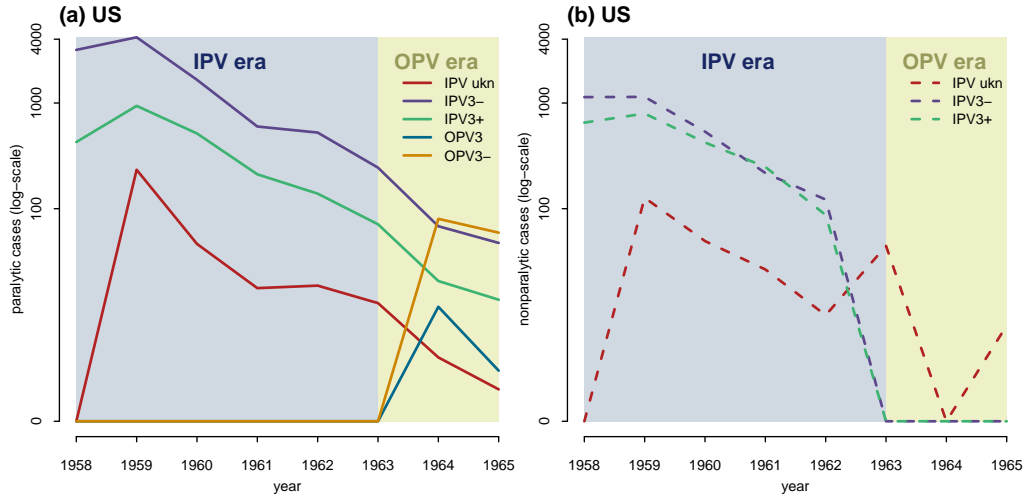 (a) US
IPV era
OPV era
IPV ukn
IPV3−
IPV3+
OPV3
OPV3−
paralytic cases (log−scale)
4000
1000
100
0
1958 1959 1960 1961 1962 1963 1964 1965
year
(b) US
IPV era
OPV era
IPV ukn
IPV3−
IPV3+
nonparalytic cases (log−scale)
4000
1000
100
0
1958 1959 1960 1961 1962 1963 1964 1965
year